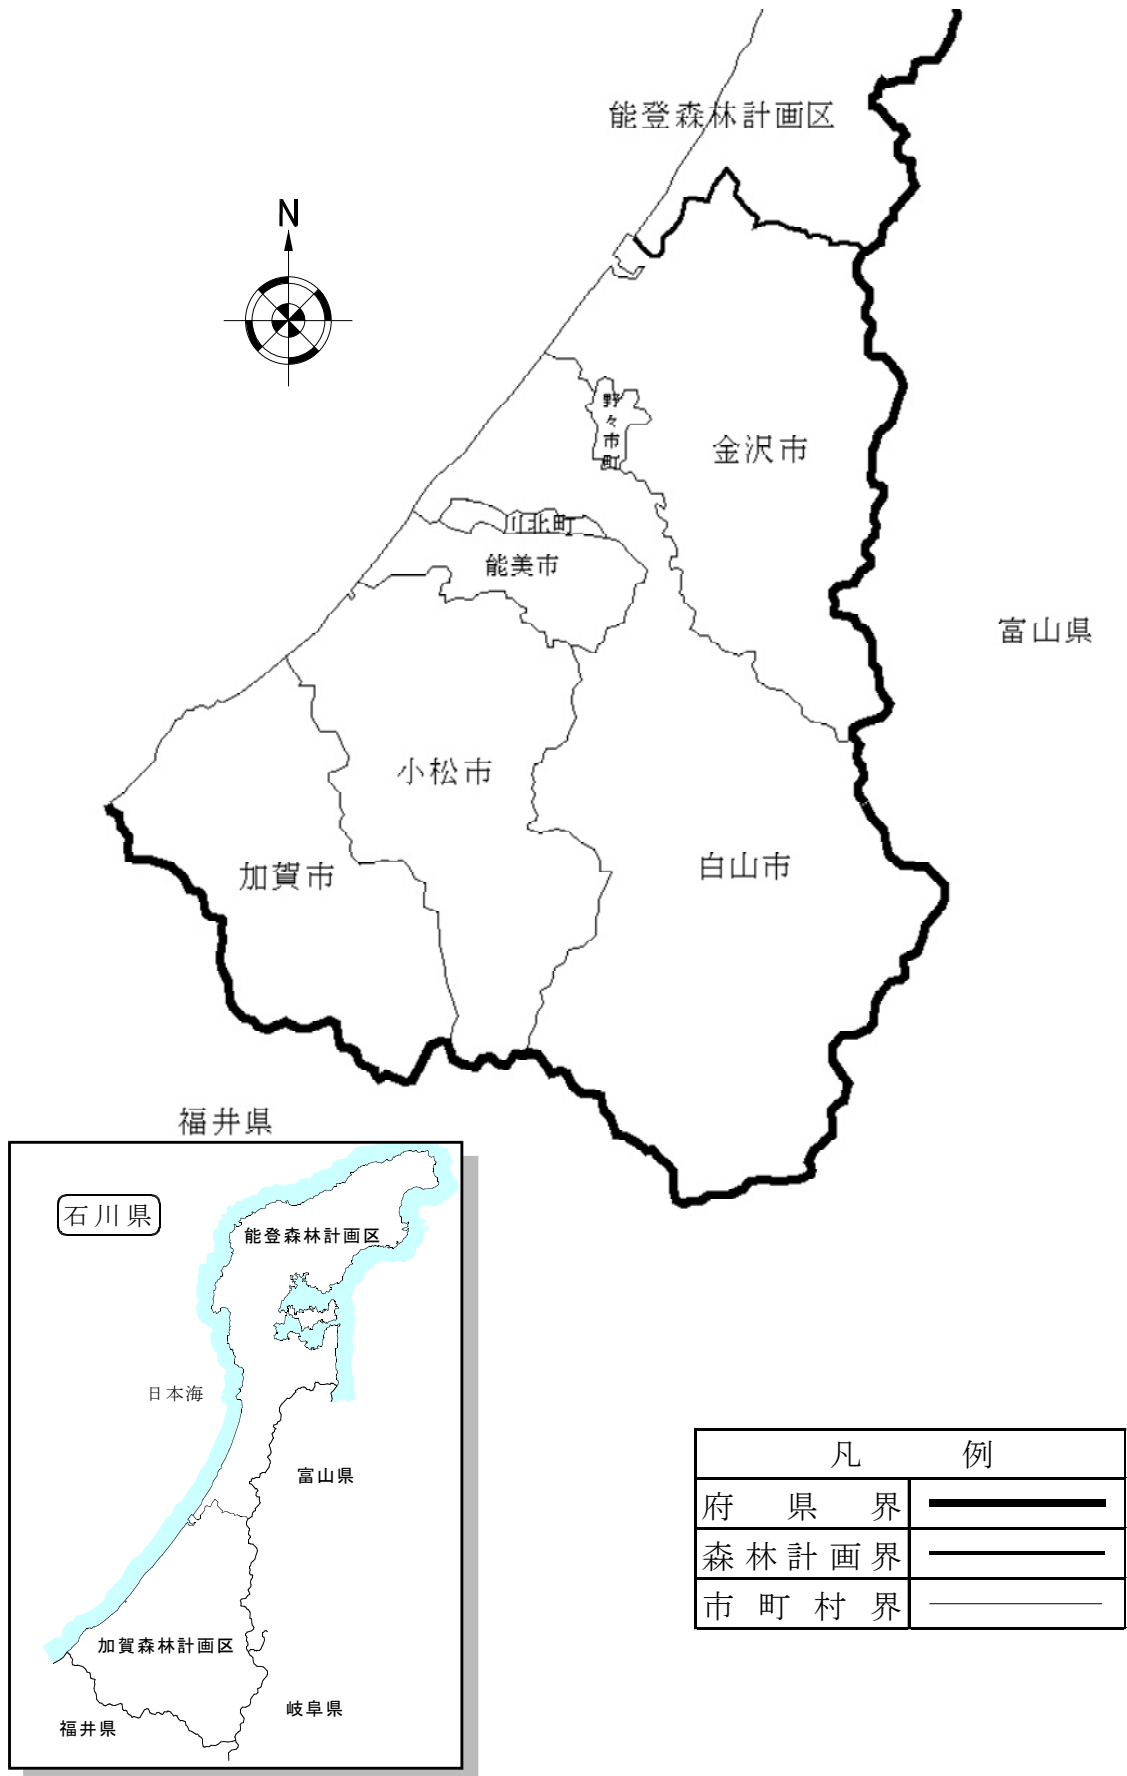 能登森林計画区
N
野々市町
金沢市
川北町
能美市
富山県
小松市
加賀市
白山市
福井県
石川県
能登森林計画区
日本海
富山県
加賀森林計画区
岐阜県
福井県
凡例
府県界
森林計画界
市町村界